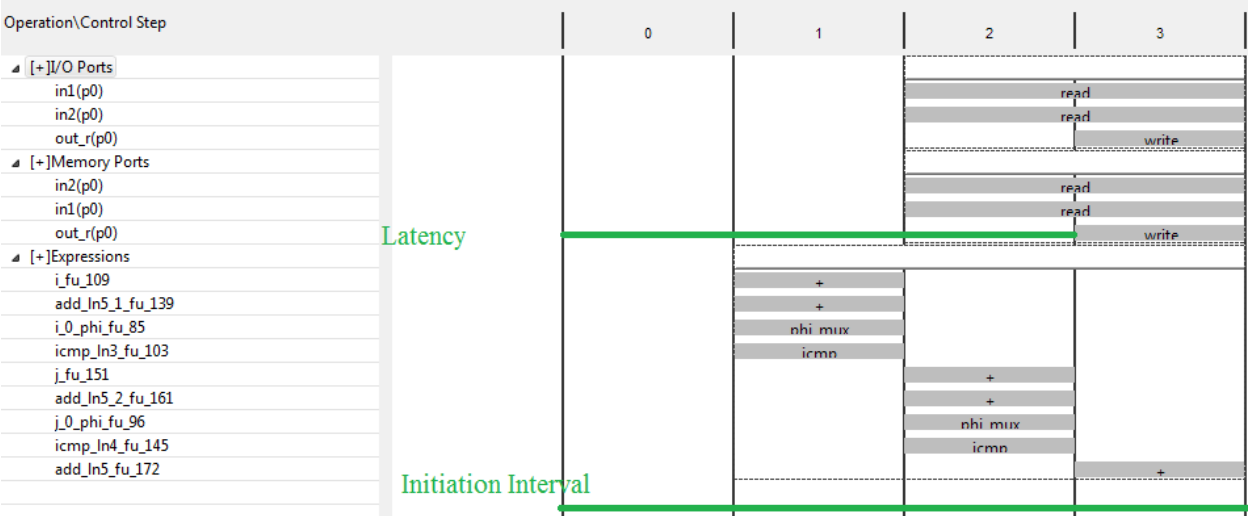 Operation\Control Step 0 1 2 3
[+]I/O Ports
in1(p0) read
in2(p0) read
out_r(p0) write
[+]Memory Ports
in2(p0) read
in1(p0) read
out_r(p0) Latency write
[+]Expressions
i_fu_109 +
add_ln5_1_fu_139 +
i_0_phi_fu_85 phi_mux
icmp_ln3_fu_103 icmp
j_fu_151 +
add_ln5_2_fu_161 +
j_0_phi_fu_96 phi_mux
icmp_ln4_fu_145 icmp
add_ln5_fu_172 +
Initiation Interval